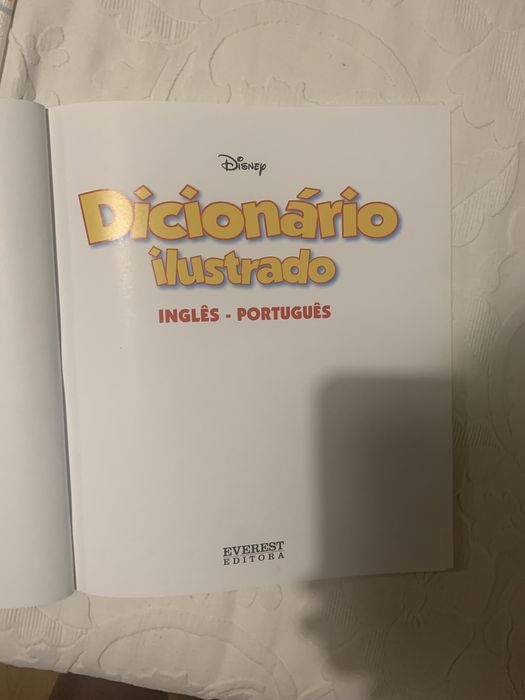 Disney
Dicionário
ilustrado
INGLÊS - PORTUGUÊS
EVEREST
EDITORA